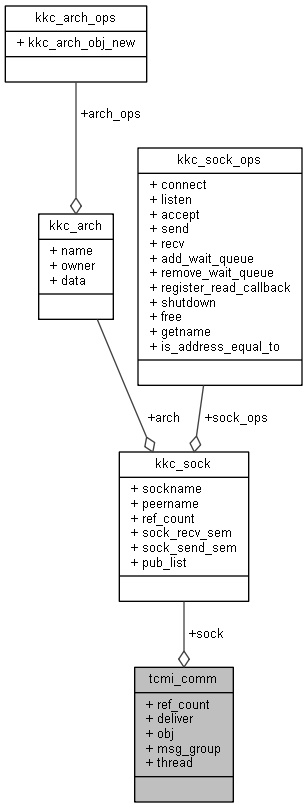 kkc_arch_ops
+ kkc_arch_obj_new
+arch_ops
kkc_sock_ops
+ connect
+ listen
+ accept
+ send
+ recv
+ add_wait_queue
+ remove_wait_queue
+ register_read_callback
+ shutdown
+ free
+ getname
+ is_address_equal_to
kkc_arch
+ name
+ owner
+ data
+arch
+sock_ops
kkc_sock
+ sockname
+ peername
+ ref_count
+ sock_recv_sem
+ sock_send_sem
+ pub_list
+sock
tcmi_comm
+ ref_count
+ deliver
+ obj
+ msg_group
+ thread